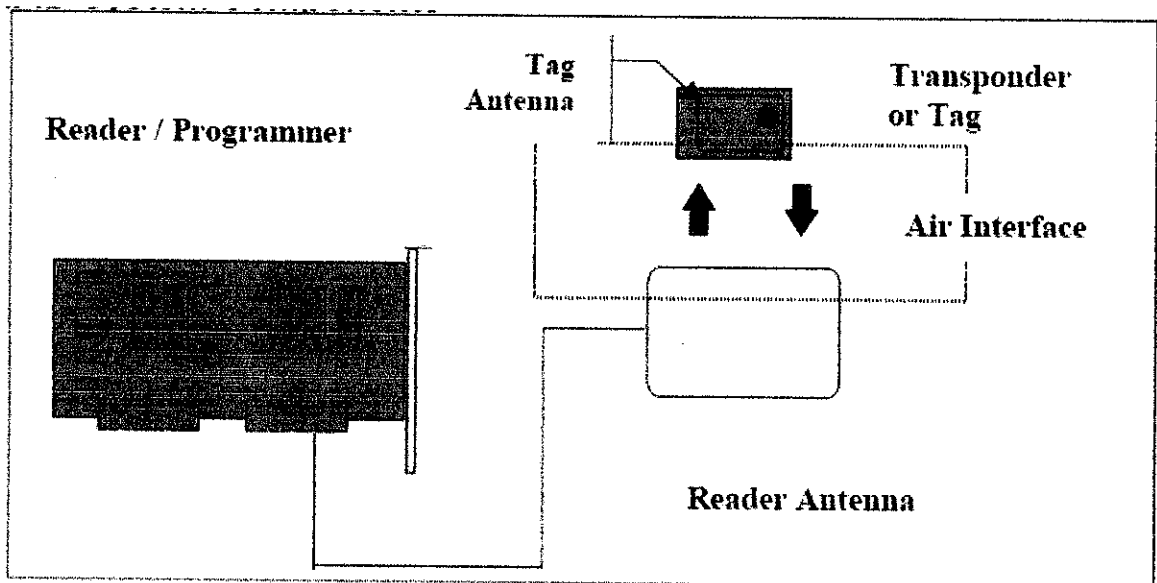 Tag
Antenna
Transponder
or Tag
Reader / Programmer
Air Interface
Reader Antenna